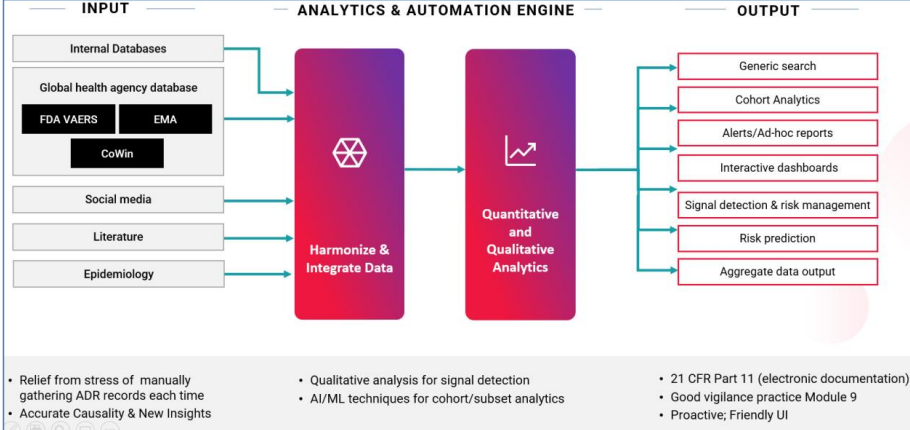 INPUT
ANALYTICS & AUTOMATION ENGINE
OUTPUT
Internal Databases
Global health agency database
FDA VAERS
EMA
CoWin
Social media
Literature
Epidemiology
Harmonize &
Integrate Data
Quantitative
and
Qualitative
Analytics
Generic search
Cohort Analytics
Alerts/Ad-hoc reports
Interactive dashboards
Signal detection & risk management
Risk prediction
Aggregate data output
• Relief from stress of manually
gathering ADR records each time
• Accurate Causality & New Insights
• Qualitative analysis for signal detection
• AI/ML techniques for cohort/subset analytics
• 21 CFR Part 11 (electronic documentation)
• Good vigilance practice Module 9
• Proactive; Friendly UI